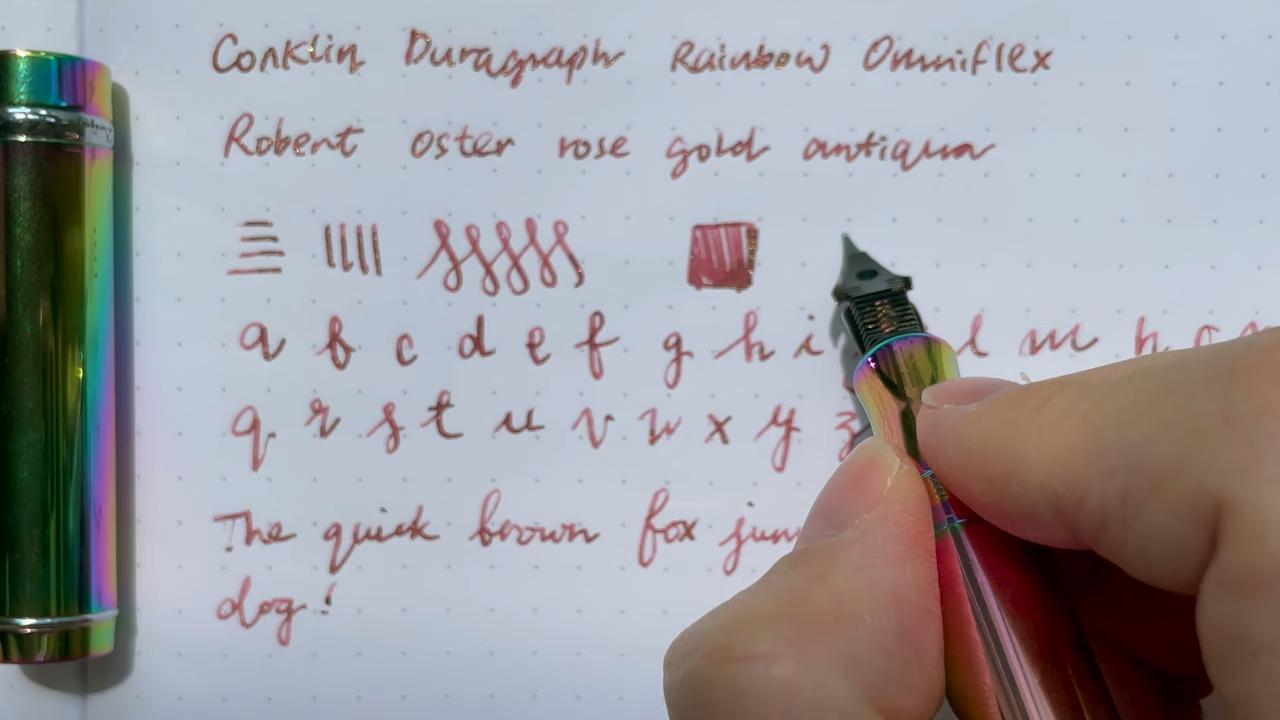 Conklin Duragraph Rainbow Omniflex
Robert oster rose gold antiqua
a b c d e f g h i l m n o
q r s t u v w x y z
The quick brown fox
dog!